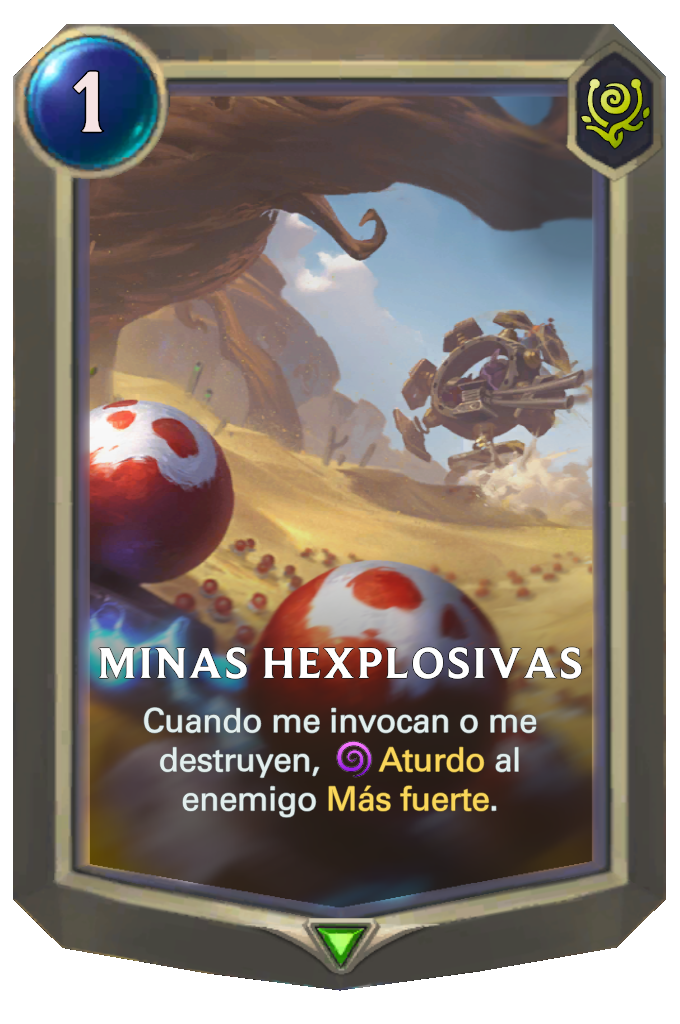 1
MINAS HEXPLOSIVAS
Cuando me invocan o me
destruyen, Aturdo al
enemigo Más fuerte.